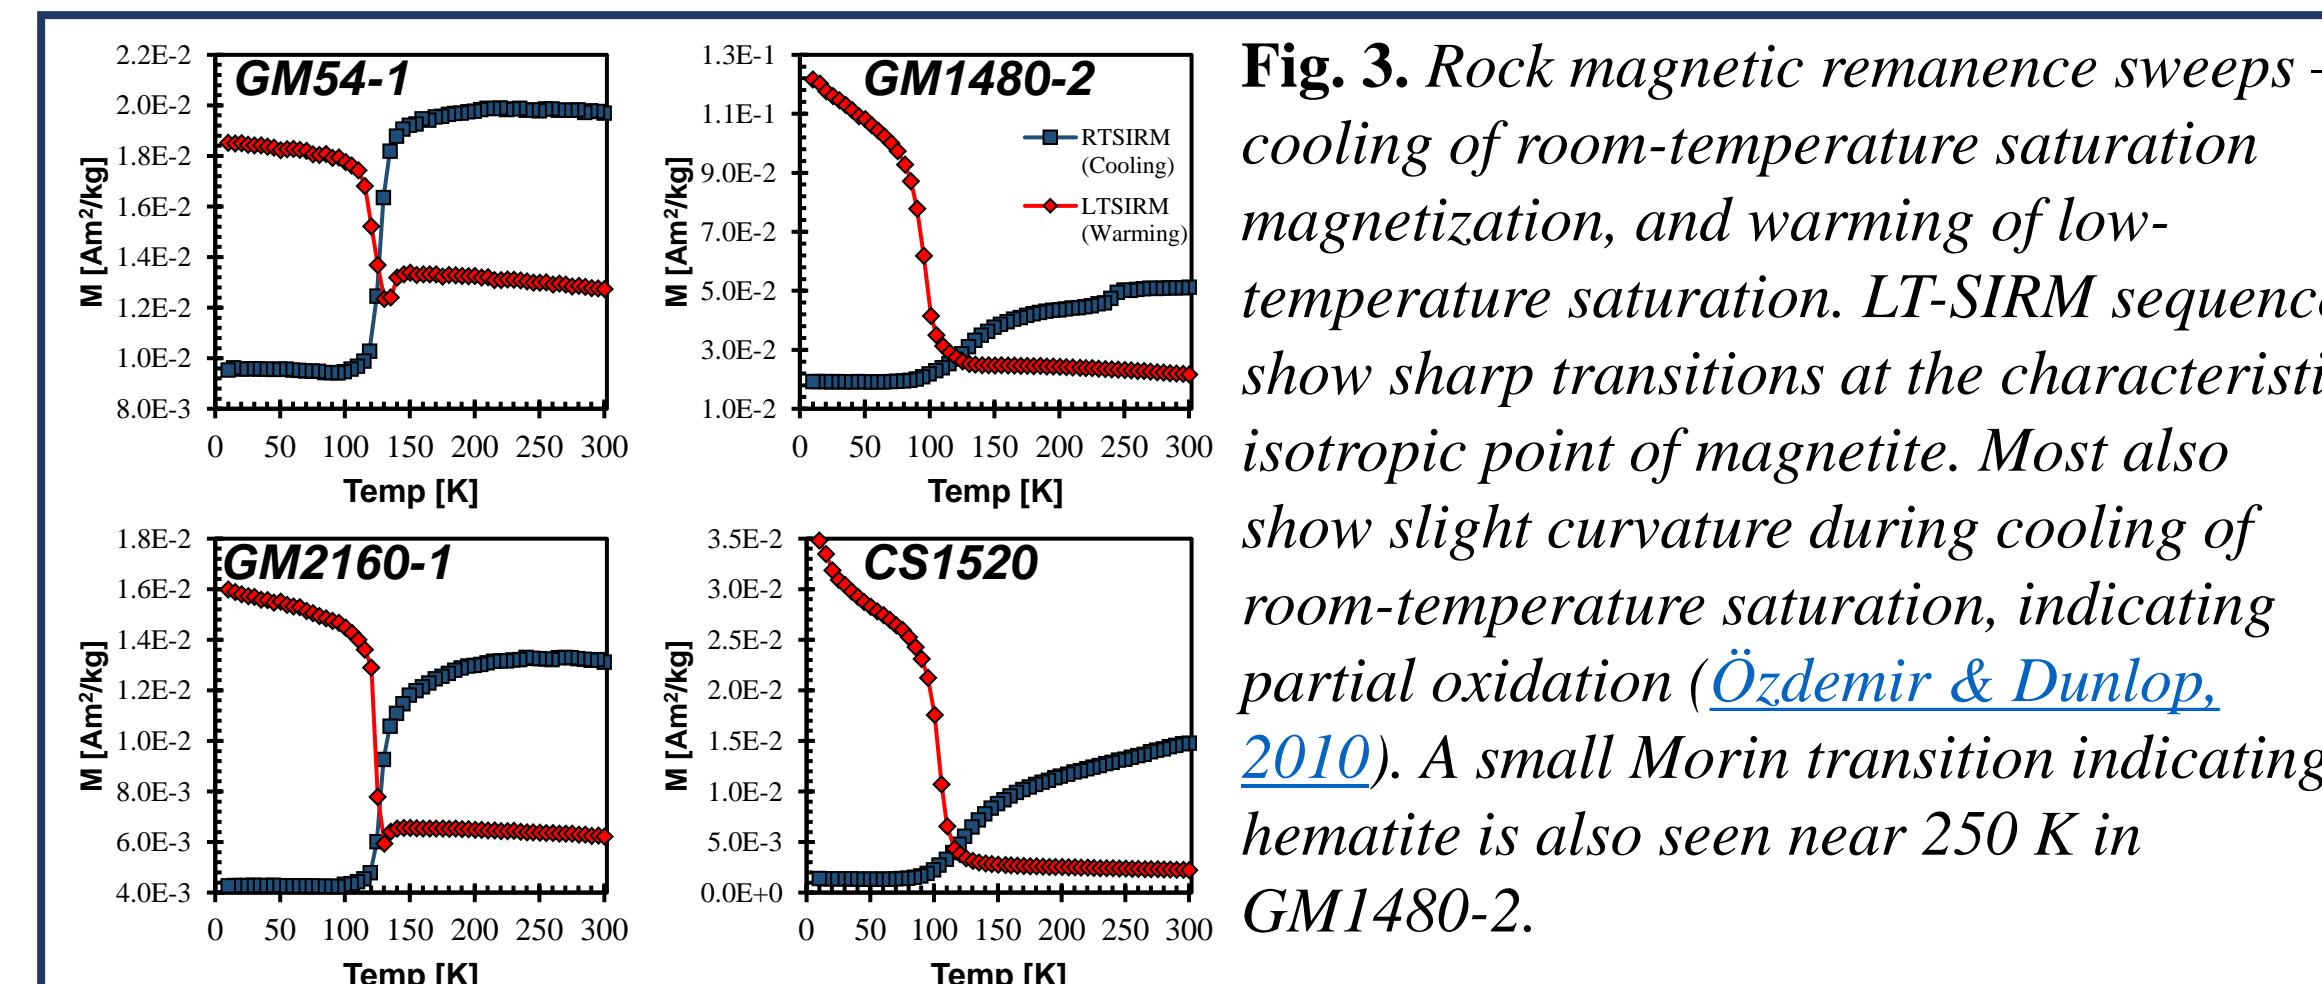 GM54-1
2.2E-2
2.0E-2
1.8E-2
1.6E-2
1.4E-2
1.2E-2
1.0E-2
8.0E-3
M [Am²/kg]
0 50 100 150 200 250 300
Temp [K]
GM1480-2
1.3E-1
1.1E-1
9.0E-2
7.0E-2
5.0E-2
3.0E-2
1.0E-2
M [Am²/kg]
RTSIRM
(Cooling)
LTSIRM
(Warming)
0 50 100 150 200 250 300
Temp [K]
GM2160-1
1.8E-2
1.6E-2
1.4E-2
1.2E-2
1.0E-2
8.0E-3
6.0E-3
4.0E-3
M [Am²/kg]
0 50 100 150 200 250 300
Temp [K]
CS1520
3.5E-2
3.0E-2
2.5E-2
2.0E-2
1.5E-2
1.0E-2
5.0E-3
0.0E+0
M [Am²/kg]
0 50 100 150 200 250 300
Temp [K]
Fig. 3. Rock magnetic remanence sweeps -
cooling of room-temperature saturation
magnetization, and warming of low-
temperature saturation. LT-SIRM sequence
show sharp transitions at the characteristi
isotropic point of magnetite. Most also
show slight curvature during cooling of
room-temperature saturation, indicating
partial oxidation (Özdemir & Dunlop,
2010). A small Morin transition indicating
hematite is also seen near 250 K in
GM1480-2.